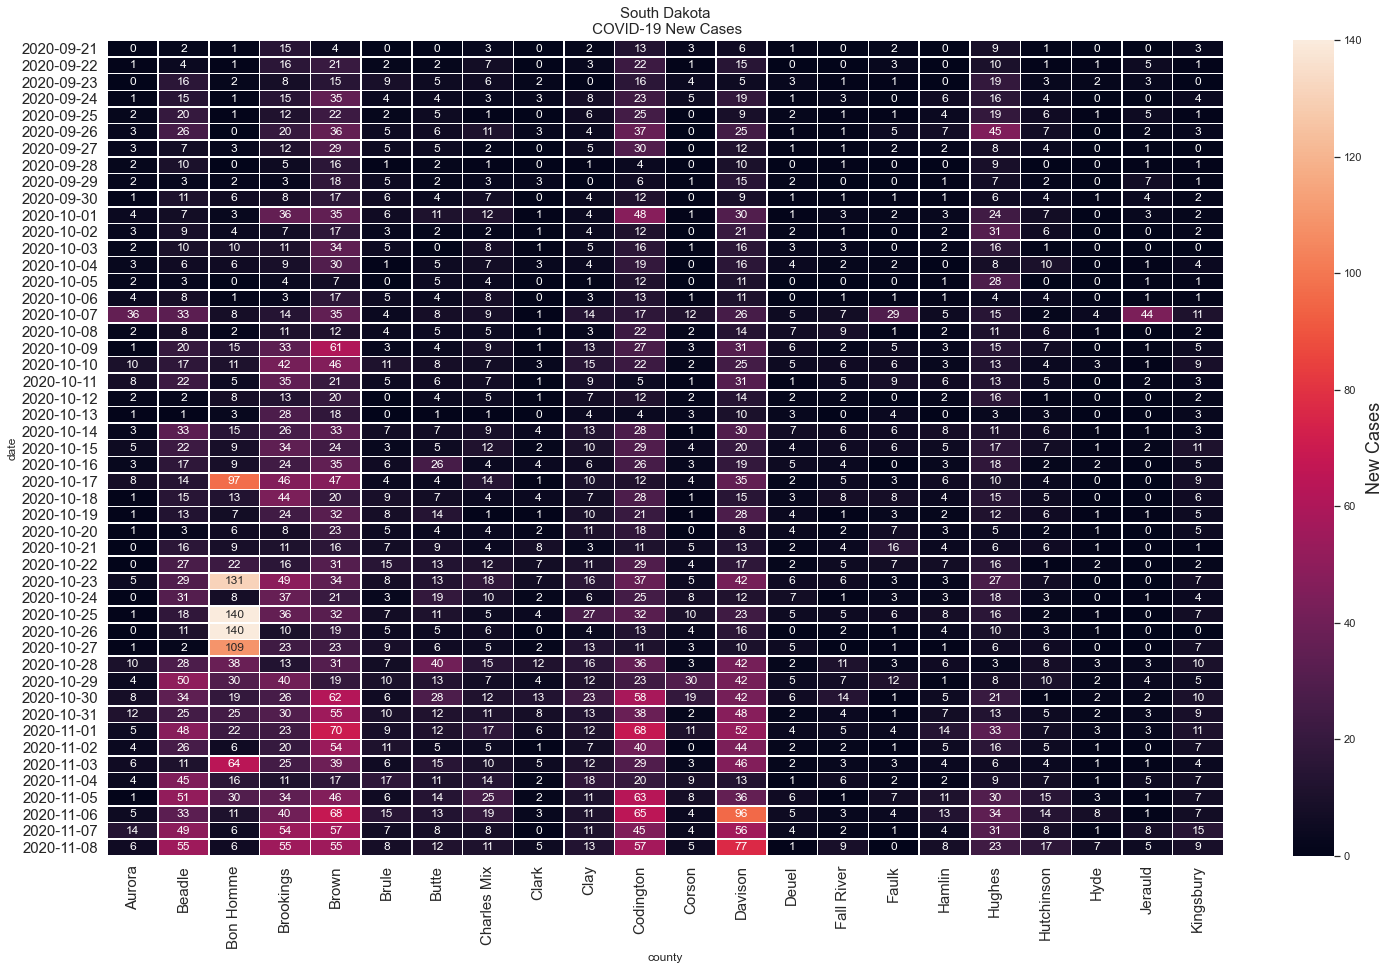 South Dakota
COVID-19 New Cases
2020-09-21 0 2 1 15 4 0 0 3 0 2 13 3 6 1 0 2 0 9 1 0 0 3
2020-09-22 1 4 1 16 21 2 2 7 0 3 22 1 15 0 0 3 0 10 1 1 5 1
2020-09-23 0 16 2 8 15 9 5 6 2 0 16 4 5 3 1 1 0 19 3 2 3 0
2020-09-24 1 15 1 15 35 4 4 3 3 8 23 5 19 1 3 0 6 16 4 0 0 4
2020-09-25 2 20 1 12 22 2 5 1 0 6 25 0 9 2 1 1 4 19 6 1 5 1
2020-09-26 3 26 0 20 36 5 6 11 3 4 37 0 25 1 1 5 7 45 7 0 2 3
2020-09-27 3 7 3 12 29 5 5 2 0 5 30 0 12 1 1 2 2 8 4 0 1 0
2020-09-28 2 10 0 5 16 1 2 1 0 1 4 0 10 0 1 0 0 9 0 0 1 1
2020-09-29 2 3 2 3 18 5 2 3 3 0 6 1 15 2 0 0 1 7 2 0 7 1
2020-09-30 1 11 6 8 17 6 4 7 0 4 12 0 9 1 1 1 1 6 4 1 4 2
2020-10-01 4 7 3 36 35 6 11 12 1 4 48 1 30 1 3 2 3 24 7 0 3 2
2020-10-02 3 9 4 7 17 3 2 2 1 4 12 0 21 2 1 0 2 31 6 0 0 2
2020-10-03 2 10 10 11 34 5 0 8 1 5 16 1 16 3 3 0 2 16 1 0 0 0
2020-10-04 3 6 6 9 30 1 5 7 3 4 19 0 16 4 2 2 0 8 10 0 1 4
2020-10-05 2 3 0 4 7 0 5 4 0 1 12 0 11 0 0 0 1 28 0 0 1 1
2020-10-06 4 8 1 3 17 5 4 8 0 3 13 1 11 0 1 1 1 4 4 0 1 1
2020-10-07 36 33 8 14 35 4 8 9 1 14 17 12 26 5 7 29 5 15 2 4 44 11
2020-10-08 2 8 2 11 12 4 5 5 1 3 22 2 14 7 9 1 2 11 6 1 0 2
2020-10-09 1 20 15 33 61 3 4 9 1 13 27 3 31 6 2 5 3 15 7 0 1 5
2020-10-10 10 17 11 42 46 11 8 7 3 15 22 2 25 5 6 6 3 13 4 3 1 9
2020-10-11 8 22 5 35 21 5 6 7 1 9 5 1 31 1 5 9 6 13 5 0 2 3
2020-10-12 2 2 8 13 20 0 4 5 1 7 12 2 14 2 2 0 2 16 1 0 0 2
2020-10-13 1 1 3 28 18 0 1 1 0 4 4 3 10 3 0 4 0 3 3 0 0 3
2020-10-14 3 33 15 26 33 7 7 9 4 13 28 1 30 7 6 6 8 11 6 1 1 3
2020-10-15 5 22 9 34 24 3 5 12 2 10 29 4 20 4 6 6 5 17 7 1 2 11
2020-10-16 3 17 9 24 35 6 26 4 4 6 26 3 19 5 4 0 3 18 2 2 0 5
2020-10-17 8 14 97 46 47 4 4 14 1 10 12 4 35 2 5 3 6 10 4 0 0 9
2020-10-18 1 15 13 44 20 9 7 4 4 7 28 1 15 3 8 8 4 15 5 0 0 6
2020-10-19 1 13 7 24 32 8 14 1 1 10 21 1 28 4 1 3 2 12 6 1 1 5
2020-10-20 1 3 6 8 23 5 4 4 2 11 18 0 8 4 2 7 3 5 2 1 0 5
2020-10-21 0 16 9 11 16 7 9 4 8 3 11 5 13 2 4 16 4 6 6 1 0 1
2020-10-22 0 27 22 16 31 15 13 12 7 11 29 4 17 2 5 7 7 16 1 2 0 2
2020-10-23 5 29 131 49 34 8 13 18 7 16 37 5 42 6 6 3 3 27 7 0 0 7
2020-10-24 0 31 8 37 21 3 19 10 2 6 25 8 12 7 1 3 3 18 3 0 1 4
2020-10-25 1 18 140 36 32 7 11 5 4 27 32 10 23 5 5 6 8 16 2 1 0 7
2020-10-26 0 11 140 10 19 5 5 6 0 4 13 4 16 0 2 1 4 10 3 1 0 0
2020-10-27 1 2 109 23 23 9 6 5 2 13 11 3 10 5 0 1 1 6 6 0 0 7
2020-10-28 10 28 38 13 31 7 40 15 12 16 36 3 42 2 11 3 6 3 8 3 3 10
2020-10-29 4 50 30 40 19 10 13 7 4 12 23 30 42 5 7 12 1 8 10 2 4 5
2020-10-30 8 34 19 26 62 6 28 12 13 23 58 19 42 6 14 1 5 21 1 2 2 10
2020-10-31 12 25 25 30 55 10 12 11 8 13 38 2 48 2 4 1 7 13 5 2 3 9
2020-11-01 5 48 22 23 70 9 12 17 6 12 68 11 52 4 5 4 14 33 7 3 3 11
2020-11-02 4 26 6 20 54 11 5 5 1 7 40 0 44 2 2 1 5 16 5 1 0 7
2020-11-03 6 11 64 25 39 6 15 10 5 12 29 3 46 2 3 3 4 6 4 1 1 4
2020-11-04 4 45 16 11 17 17 11 14 2 18 20 9 13 1 6 2 2 9 7 1 5 7
2020-11-05 1 51 30 34 46 6 14 25 2 11 63 8 36 6 1 7 11 30 15 3 1 7
2020-11-06 5 33 11 40 68 15 13 19 3 11 65 4 96 5 3 4 13 34 14 8 1 7
2020-11-07 14 49 6 54 57 7 8 8 0 11 45 4 56 4 2 1 4 31 8 1 8 15
2020-11-08 6 55 6 55 55 8 12 11 5 13 57 5 77 1 9 0 8 23 17 7 5 9
date
Aurora Beadle Bon Homme Brookings Brown Brule Butte Charles Mix Clark Clay Codington Corson Davison Deuel Fall River Faulk Hamlin Hughes Hutchinson Hyde Jerauld Kingsbury
county
140
120
100
80
60
40
20
0
New Cases